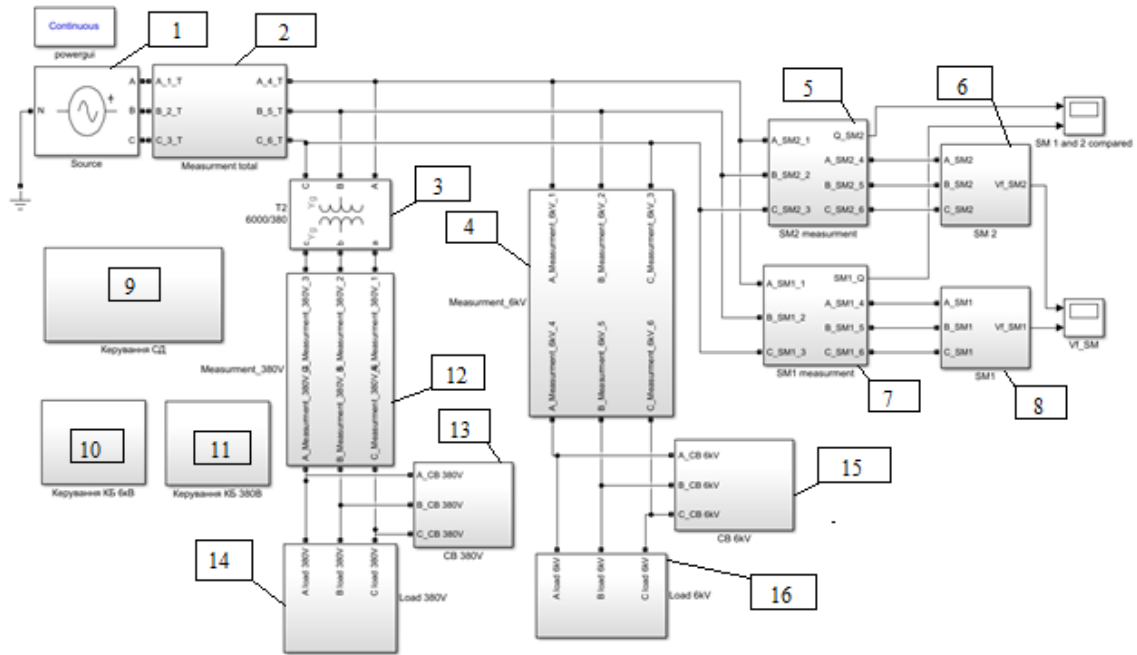 Continuous
powergui
1
2
N
A
B
C
Source
A_1_T
B_2_T
C_3_T
A_4_T
B_5_T
C_6_T
Measurment total
C
B
A
T2
6000/380
Yg
Yg
c
b
a
3
4
A_Measurment_6kV_1
B_Measurment_6kV_2
C_Measurment_6kV_3
Measurment_6kV
A_Measurment_6kV_4
B_Measurment_6kV_5
C_Measurment_6kV_6
5
A_SM2_1
B_SM2_2
C_SM2_3
Q_SM2
A_SM2_4
B_SM2_5
C_SM2_6
SM2 measurment
6
A_SM2
B_SM2
C_SM2
Vf_SM2
SM 2
SM 1 and 2 compared
A_SM1_1
B_SM1_2
C_SM1_3
SM1_Q
A_SM1_4
B_SM1_5
C_SM1_6
SM1 measurment
7
A_SM1
B_SM1
C_SM1
Vf_SM1
SM1
8
Vf_SM
9
Керування СД
10
Керування КБ 6кВ
11
Керування КБ 380В
Measurment_380V
12
13
A_CB 380V
B_CB 380V
C_CB 380V
CB 380V
14
A load 380V
B load 380V
C load 380V
Load 380V
A_CB 6kV
B_CB 6kV
C_CB 6kV
CB 6kV
15
A load 6kV
B load 6kV
C load 6kV
Load 6kV
16